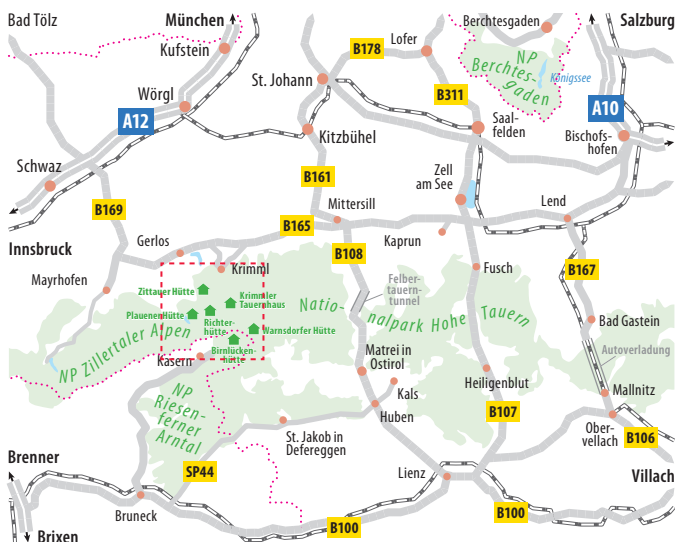 Bad Tölz
München
Kufstein
Wörgl
A12
Schwaz
B169
Innsbruck
St. Johann
B178
Lofer
B311
Kitzbühel
B161
Mittersill
B165
B108
Berchtesgaden
NP
Berchtes-
gaden
Königssee
Salzburg
A10
Saal-
felden
Bischofs-
hofen
Zell
am See
Lend
Kaprun
Fusch
B167
Gerlos
Krimml
Mayrhofen
Zittauer Hütte
Krimmler
Tauernhaus
Plauener Hütte
Richter-
hütte
Warnsdorfer Hütte
Birnlücken-
hütte
NP Zillertaler Alpen
Kasern
Felber-
tauern-
tunnel
Natio-
nalpark Hohe Tauern
Bad Gastein
Autoverladung
Mallnitz
Matrei in
Ostirol
Kals
Heiligenblut
Huben
B107
Ober-
vellach
B106
NP
Riesen-
ferner
Arntal
St. Jakob in
Defereggen
SP44
Brenner
Lienz
Villach
Bruneck
B100
B100
Brixen